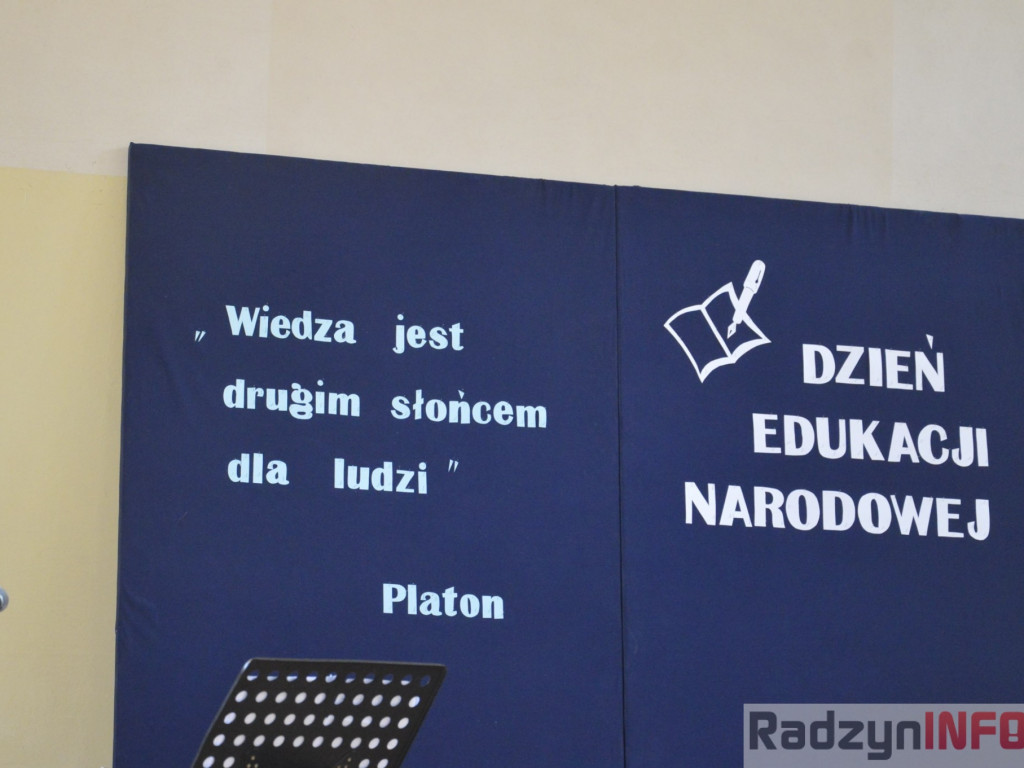 „Wiedza jest
drugim słońcem
dla ludzi"
Platon
DZIEŃ
EDUKACJI
NARODOWEJ
RadzynINFO